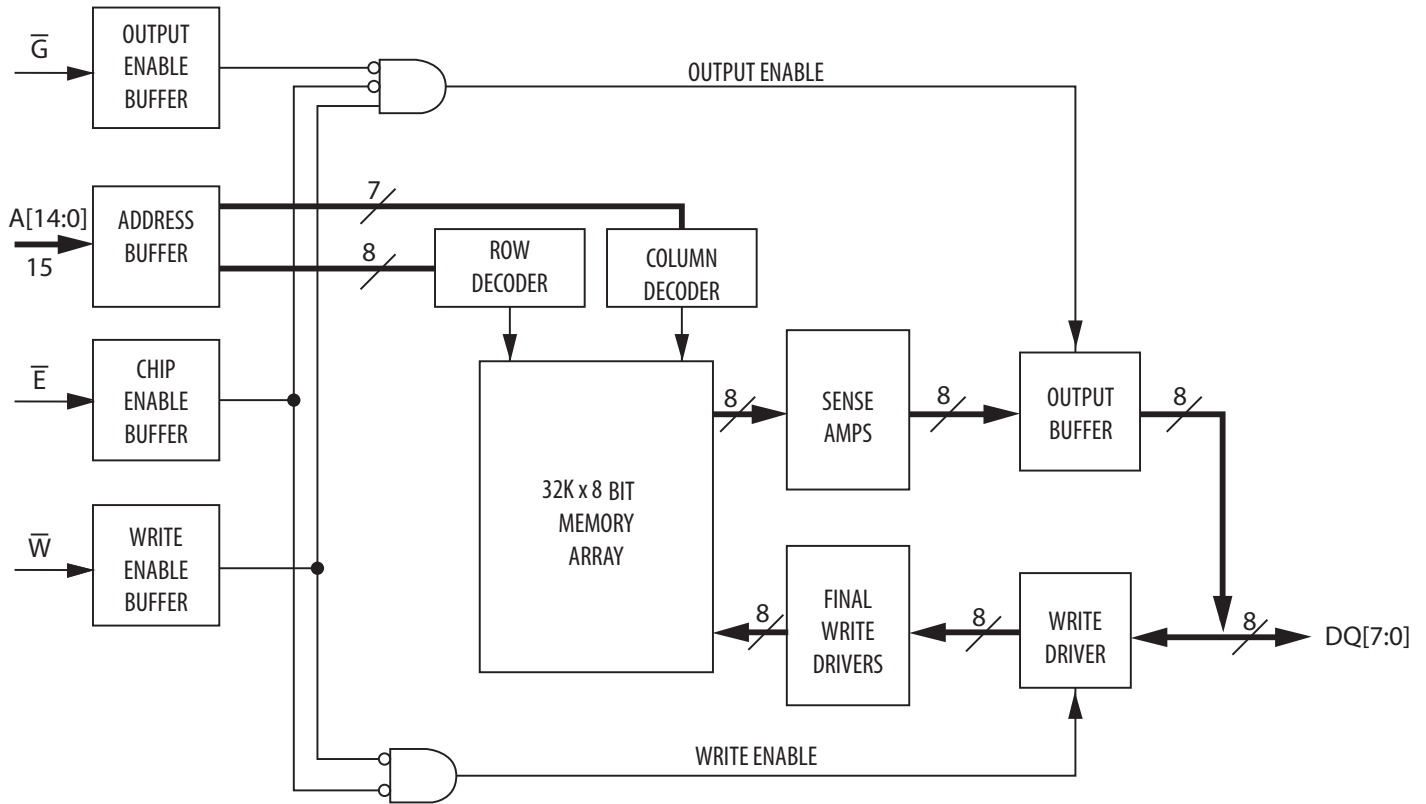 G̅
OUTPUT
ENABLE
BUFFER
OUTPUT ENABLE
A[14:0]
15
ADDRESS
BUFFER
7
8
ROW
DECODER
COLUMN
DECODER
E̅
CHIP
ENABLE
BUFFER
32K x 8 BIT
MEMORY
ARRAY
8
SENSE
AMPS
8
OUTPUT
BUFFER
8
W̅
WRITE
ENABLE
BUFFER
8
FINAL
WRITE
DRIVERS
8
WRITE
DRIVER
8
DQ[7:0]
WRITE ENABLE